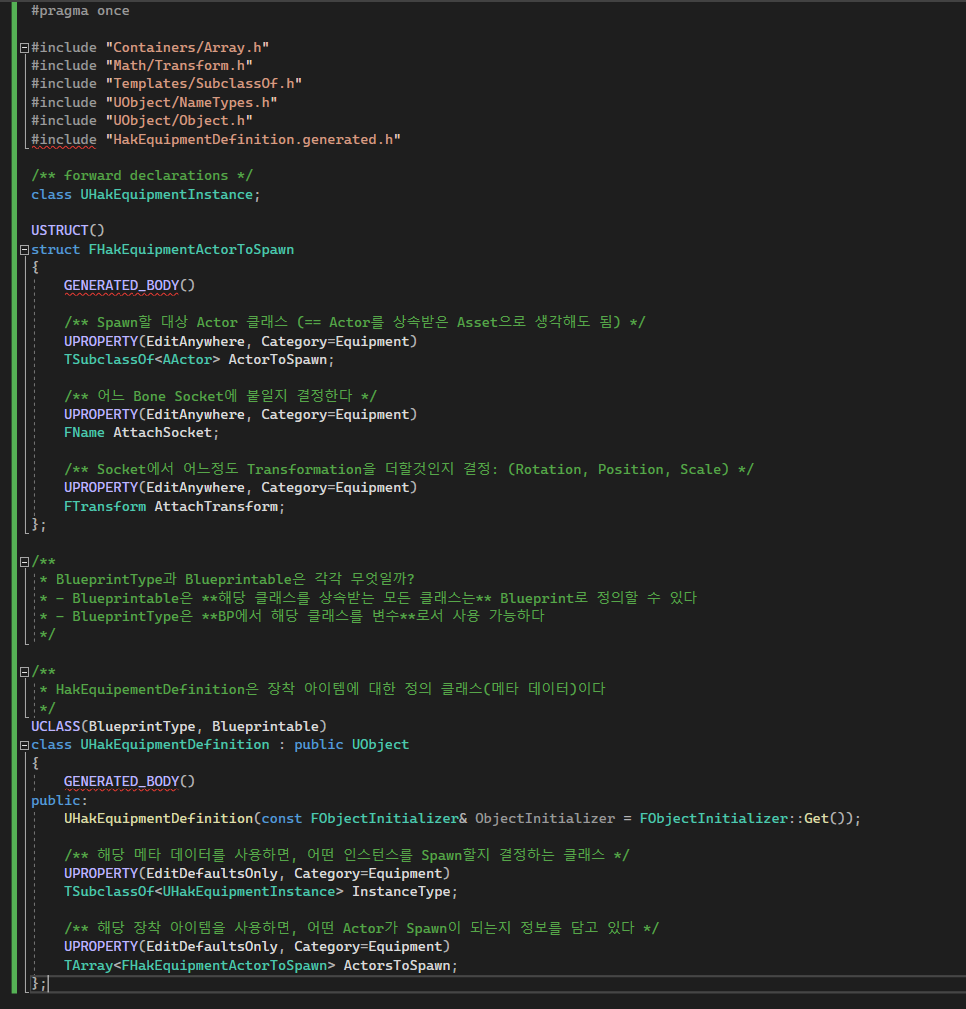 #pragma once
#include "Containers/Array.h"
#include "Math/Transform.h"
#include "Templates/SubclassOf.h"
#include "UObject/NameTypes.h"
#include "UObject/Object.h"
#include "HakEquipmentDefinition.generated.h"
/** forward declarations */
class UHakEquipmentInstance;
USTRUCT()
struct FHakEquipmentActorToSpawn
{
GENERATED_BODY()
/** Spawn할 대상 Actor 클래스 (== Actor를 상속받은 Asset으로 생각해도 됨) */
UPROPERTY(EditAnywhere, Category=Equipment)
TSubclassOf<AActor> ActorToSpawn;
/** 어느 Bone Socket에 붙일지 결정한다 */
UPROPERTY(EditAnywhere, Category=Equipment)
FName AttachSocket;
/** Socket에서 어느정도 Transformation을 더할것인지 결정: (Rotation, Position, Scale) */
UPROPERTY(EditAnywhere, Category=Equipment)
FTransform AttachTransform;
};
/**
* BlueprintType과 Blueprintable은 각각 무엇일까?
* - Blueprintable은 **해당 클래스를 상속받는 모든 클래스는** Blueprint로 정의할 수 있다
* - BlueprintType은 **BP에서 해당 클래스를 변수**로서 사용 가능하다
*/
/**
* HakEquipementDefinition은 장착 아이템에 대한 정의 클래스(메타 데이터)이다
*/
UCLASS(BlueprintType, Blueprintable)
class UHakEquipmentDefinition : public UObject
{
GENERATED_BODY()
public:
UHakEquipmentDefinition(const FObjectInitializer& ObjectInitializer = FObjectInitializer::Get());
/** 해당 메타 데이터를 사용하면, 어떤 인스턴스를 Spawn할지 결정하는 클래스 */
UPROPERTY(EditDefaultsOnly, Category=Equipment)
TSubclassOf<UHakEquipmentInstance> InstanceType;
/** 해당 장착 아이템을 사용하면, 어떤 Actor가 Spawn이 되는지 정보를 담고 있다 */
UPROPERTY(EditDefaultsOnly, Category=Equipment)
TArray<FHakEquipmentActorToSpawn> ActorsToSpawn;
};